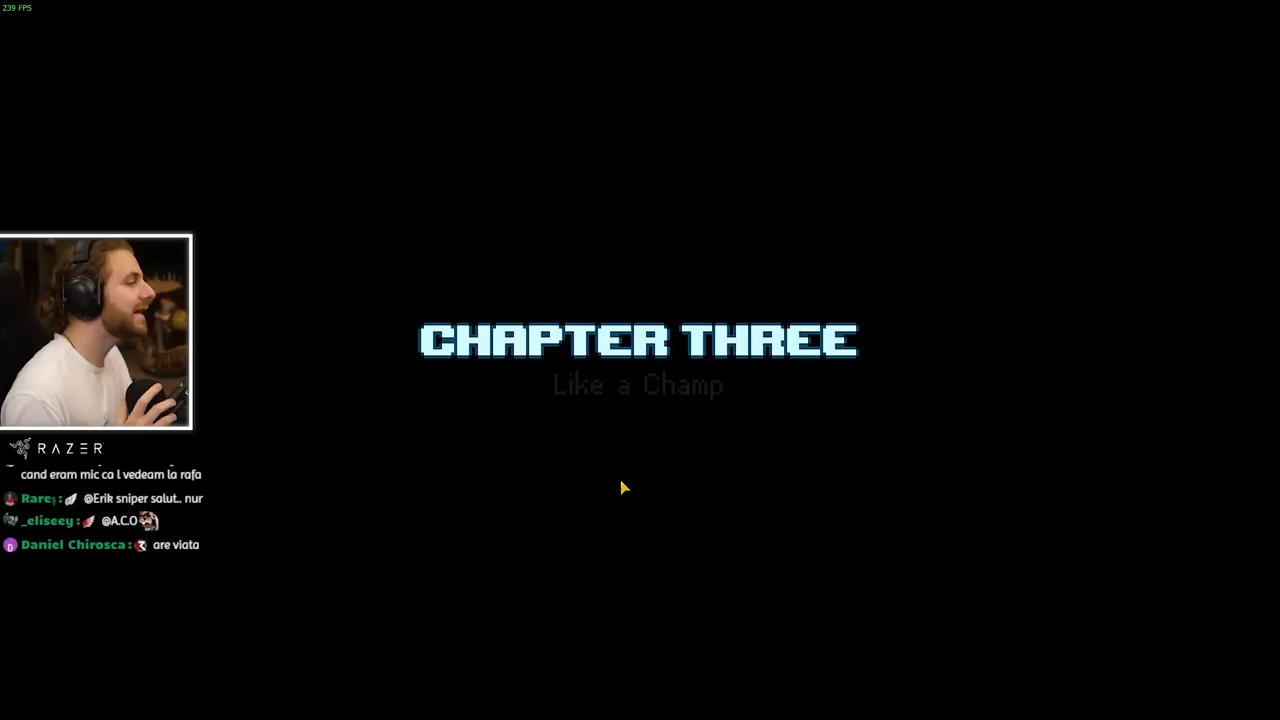 239 FPS
CHAPTER THREE
Like a Champ
RAZER
cand eram mic ca l vedeam la rafa
Rareș: @Erik sniper salut.. nur
_eliseey: @A.C.O
Daniel Chirosca: are viata